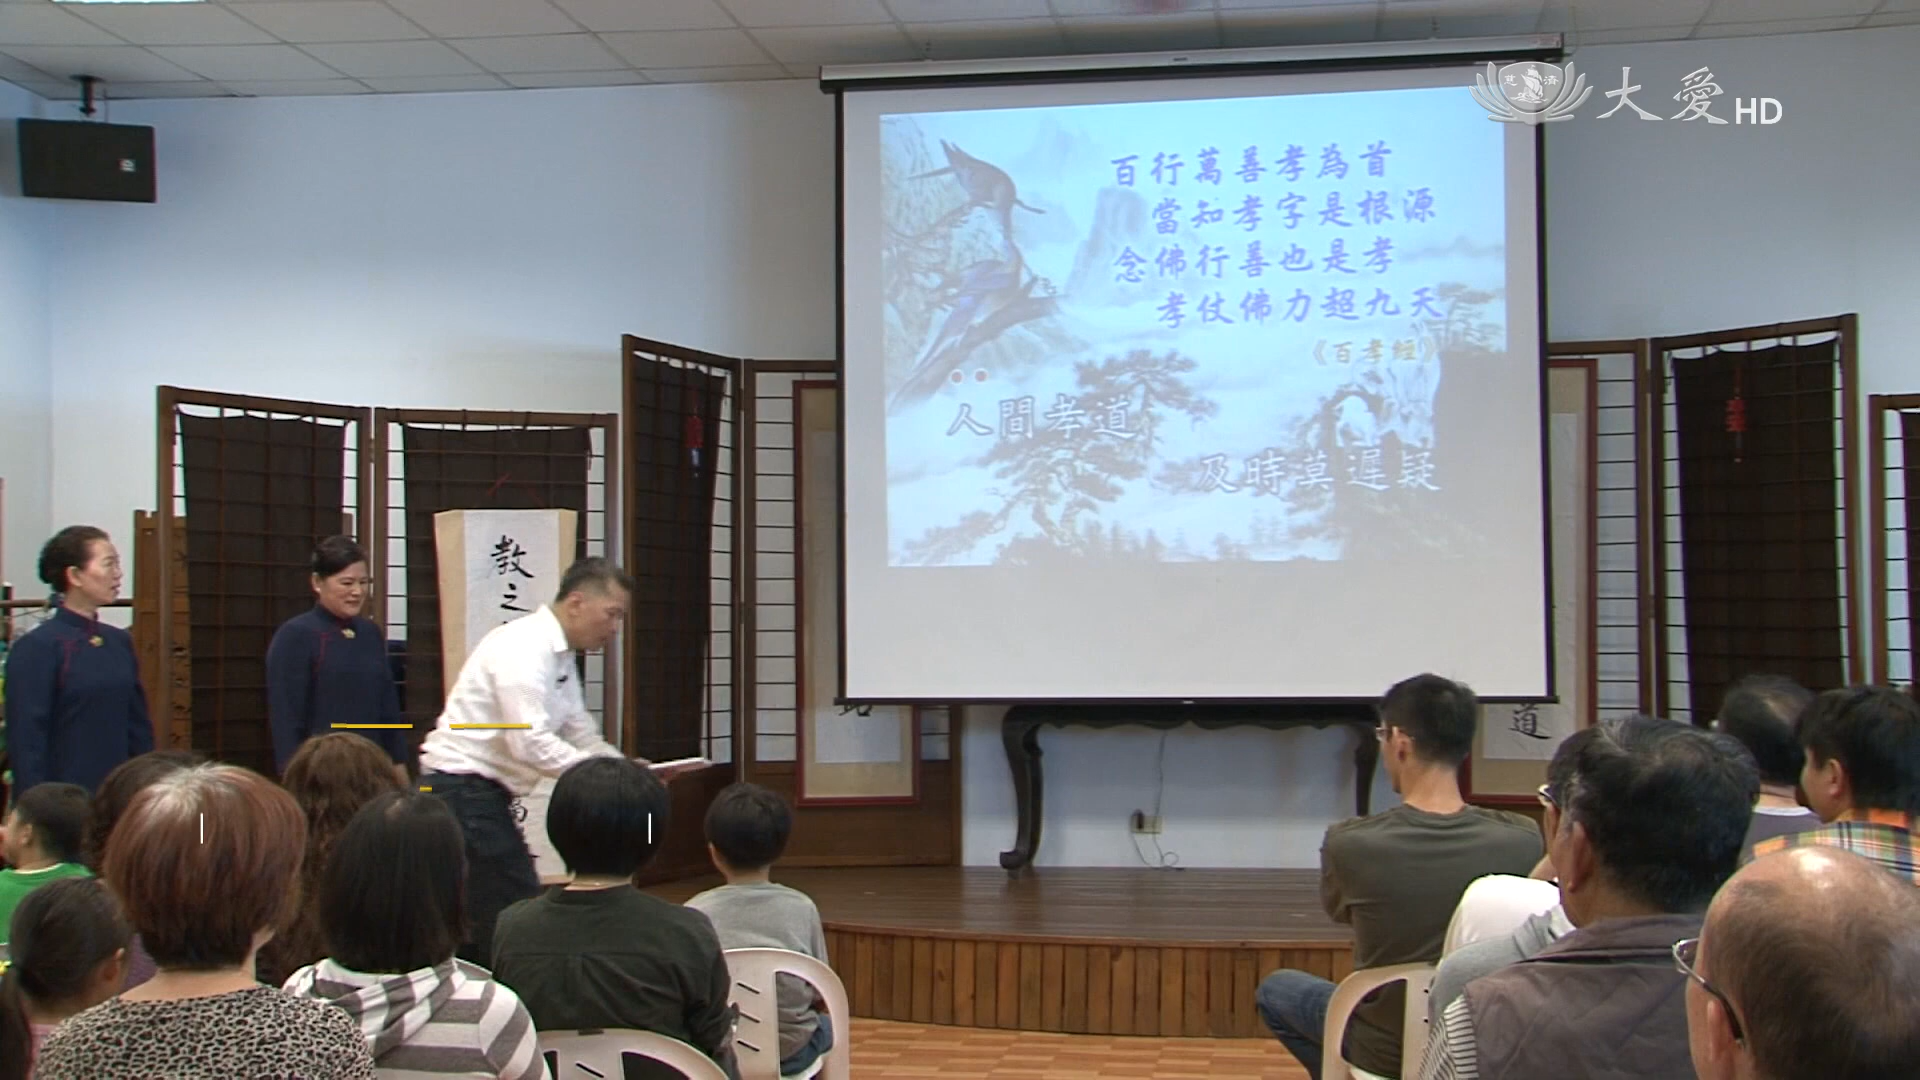 大愛HD
百行萬善孝為首
當知孝字是根源
念佛行善也是孝
孝仗佛力超九天
《百孝經》
人間孝道
及時莫遲疑
教之
道